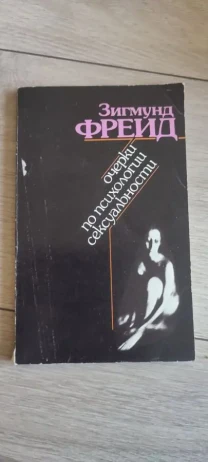 Зигмунд
ФРЕЙД
очерки
по психологии
сексуальности